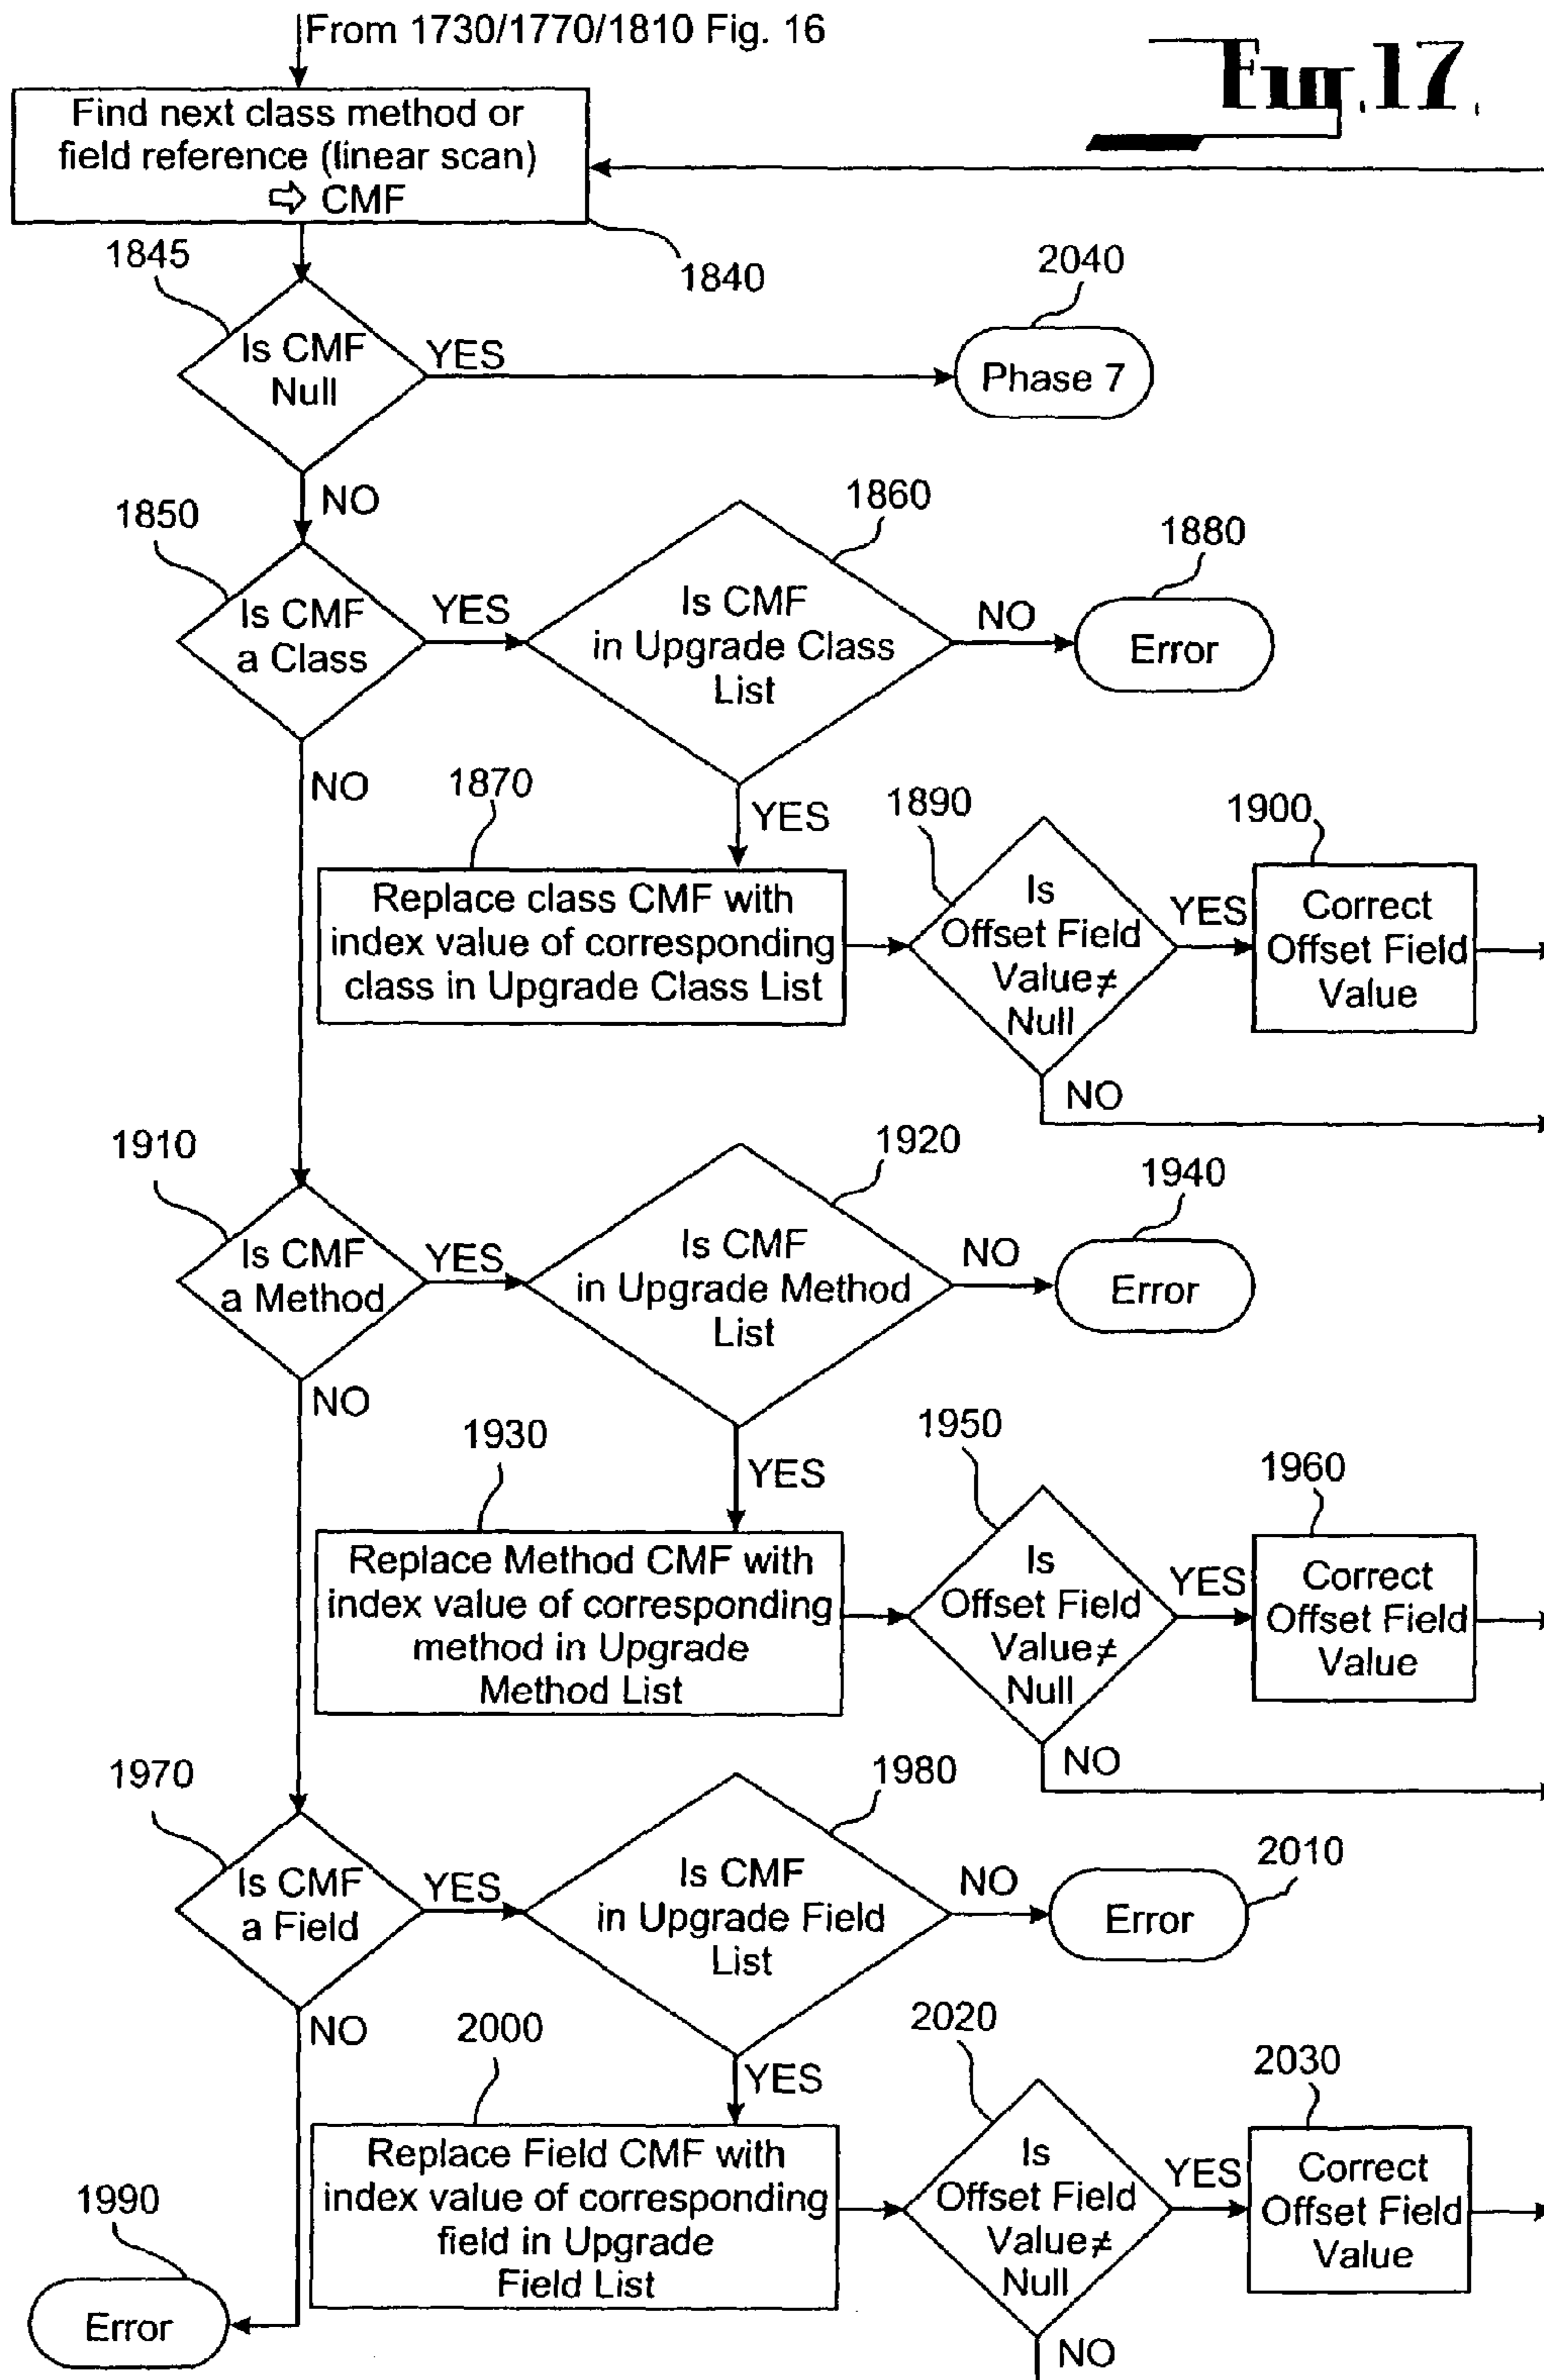 From 1730/1770/1810 Fig. 16
Fig.17.
Find next class method or
field reference (linear scan)
⇨ CMF
1840
1845
Is CMF
Null
YES
2040
Phase 7
NO
1850
Is CMF
a Class
YES
1860
Is CMF
in Upgrade Class
List
NO
1880
Error
NO
YES
1870
Replace class CMF with
index value of corresponding
class in Upgrade Class List
1890
Is
Offset Field
Value≠
Null
YES
1900
Correct
Offset Field
Value
NO
1910
Is CMF
a Method
YES
1920
Is CMF
in Upgrade Method
List
NO
1940
Error
NO
YES
1930
Replace Method CMF with
index value of corresponding
method in Upgrade
Method List
1950
Is
Offset Field
Value≠
Null
YES
1960
Correct
Offset Field
Value
NO
1970
Is CMF
a Field
YES
1980
Is CMF
in Upgrade Field
List
NO
2010
Error
NO
YES
2000
Replace Field CMF with
index value of corresponding
field in Upgrade
Field List
2020
Is
Offset Field
Value≠
Null
YES
2030
Correct
Offset Field
Value
NO
1990
Error